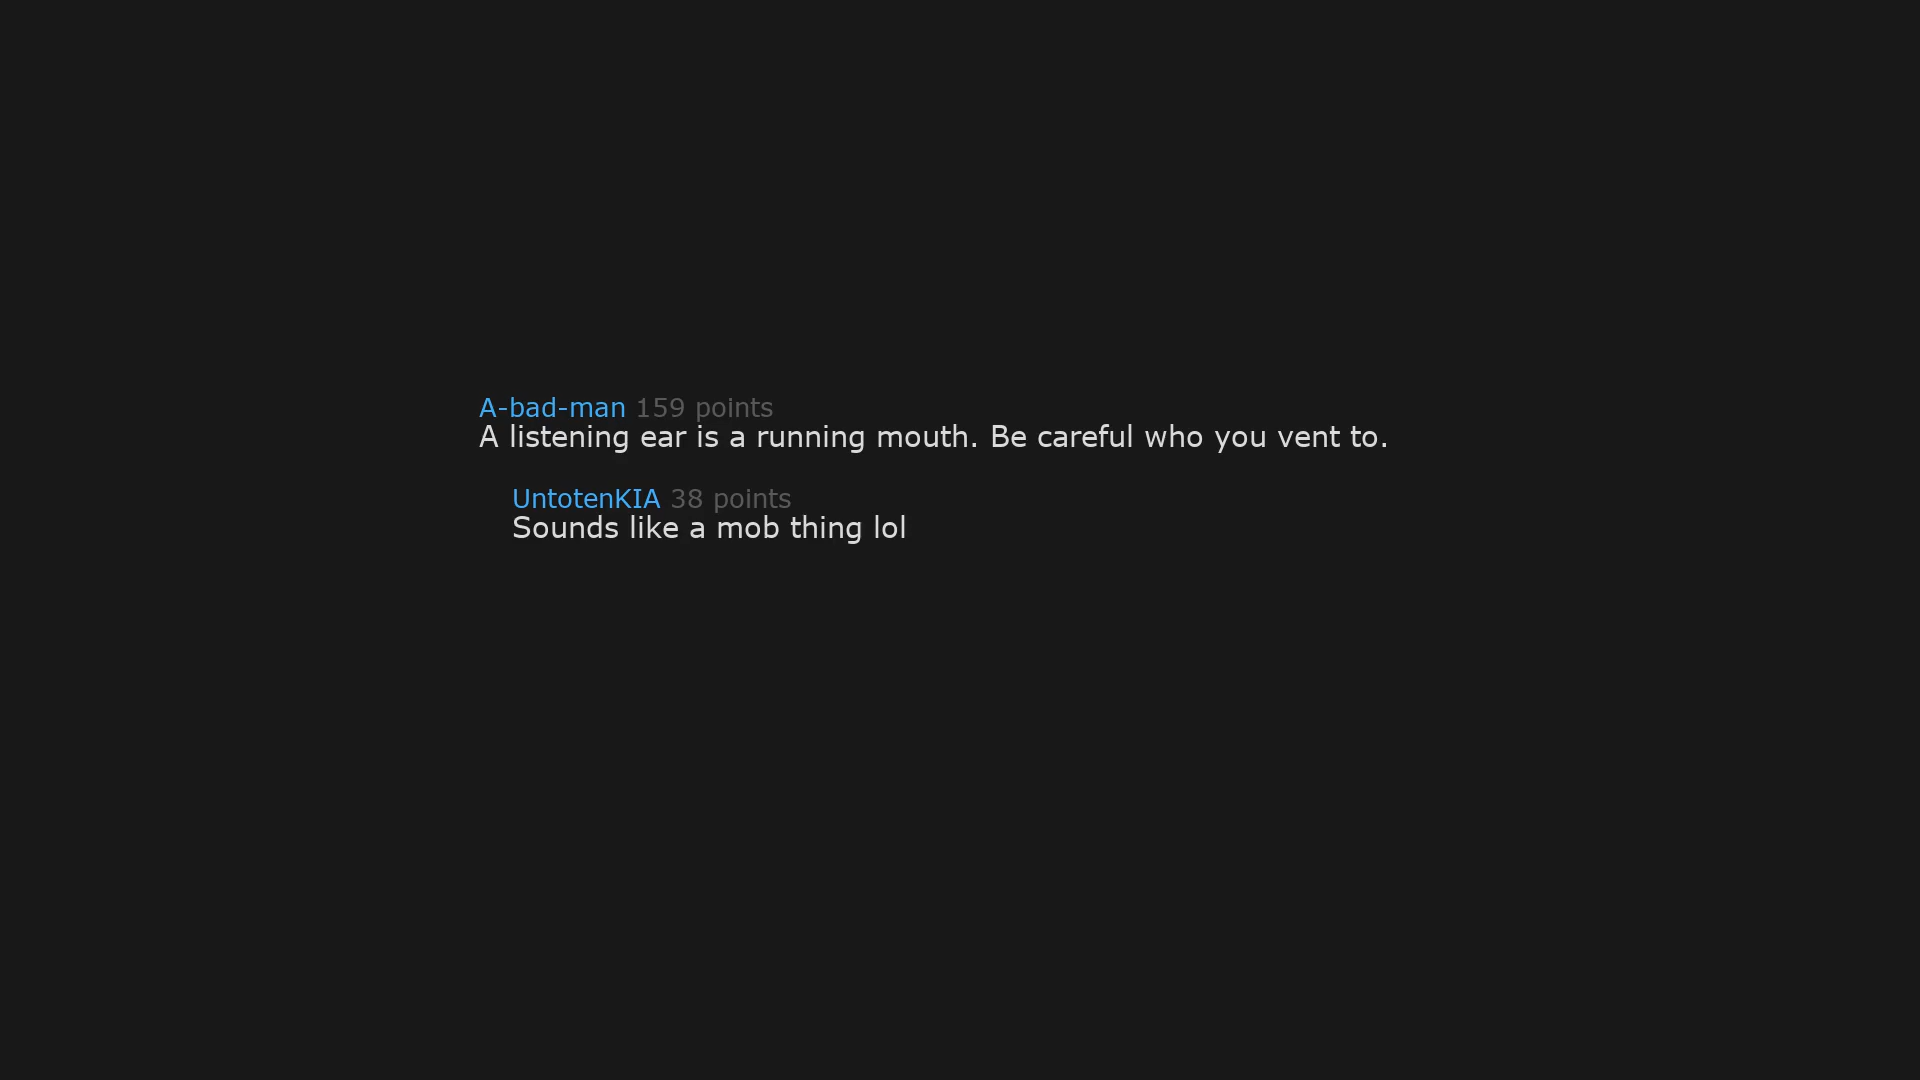 A-bad-man 159 points
A listening ear is a running mouth. Be careful who you vent to.
UntotenKIA 38 points
Sounds like a mob thing lol